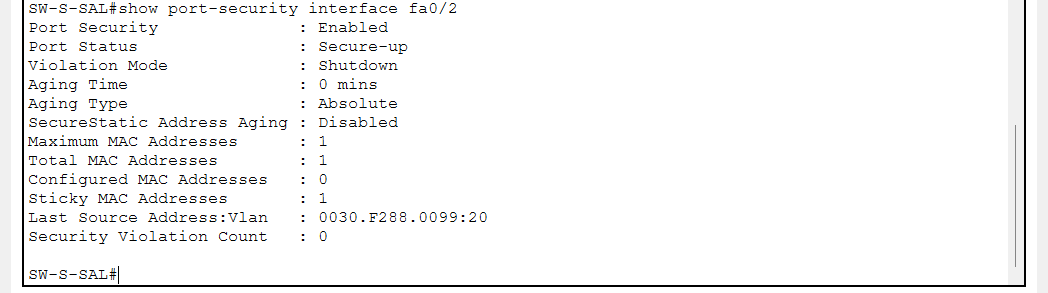 SW-S-SAL#show port-security interface fa0/2
Port Security : Enabled
Port Status : Secure-up
Violation Mode : Shutdown
Aging Time : 0 mins
Aging Type : Absolute
SecureStatic Address Aging : Disabled
Maximum MAC Addresses : 1
Total MAC Addresses : 1
Configured MAC Addresses : 0
Sticky MAC Addresses : 1
Last Source Address:Vlan : 0030.F288.0099:20
Security Violation Count : 0
SW-S-SAL#